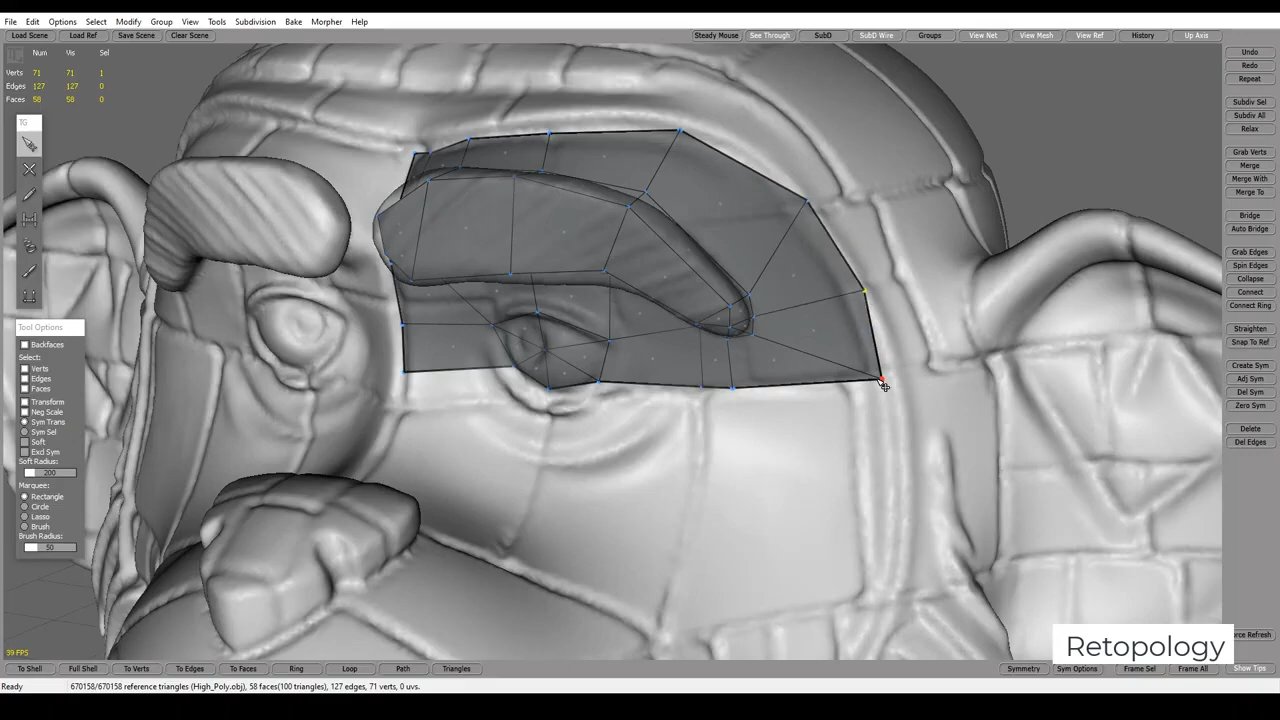 File Edit Options Select Modify Group View Tools Subdivision Bake Morpher Help
Load Scene Load Ref Save Scene Clear Scene Steady Mouse See Through SubD SubD Wire Groups View Net View Mesh View Ref History Up Axis
Num Vis Sel
Verts 71 71 1
Edges 127 127 0
Faces 58 58 0
TG
Tool Options
Backfaces
Select:
Verts
Edges
Faces
Transform
Neg Scale
Sym Trans
Sym Sel
Soft
Excl Sym
Soft Radius:
200
Marquee:
Rectangle
Circle
Lasso
Brush
Brush Radius:
50
Undo
Redo
Repeat
Subdiv Sel
Subdiv All
Relax
Grab Verts
Merge
Merge With
Merge To
Bridge
Auto Bridge
Grab Edges
Spin Edges
Collapse
Connect
Connect Ring
Straighten
Snap To Ref
Create Sym
Adj Sym
Del Sym
Zero Sym
Delete
Del Edges
orce Refresh
Retopology
39 FPS
To Shell Full Shell To Verts To Edges To Faces Ring Loop Path Triangles Symmetry Sym Options Frame Sel Frame All Show Tips
Ready 670158/670158 reference triangles (High_Poly.obj), 58 faces(100 triangles), 127 edges, 71 verts, 0 uvs.